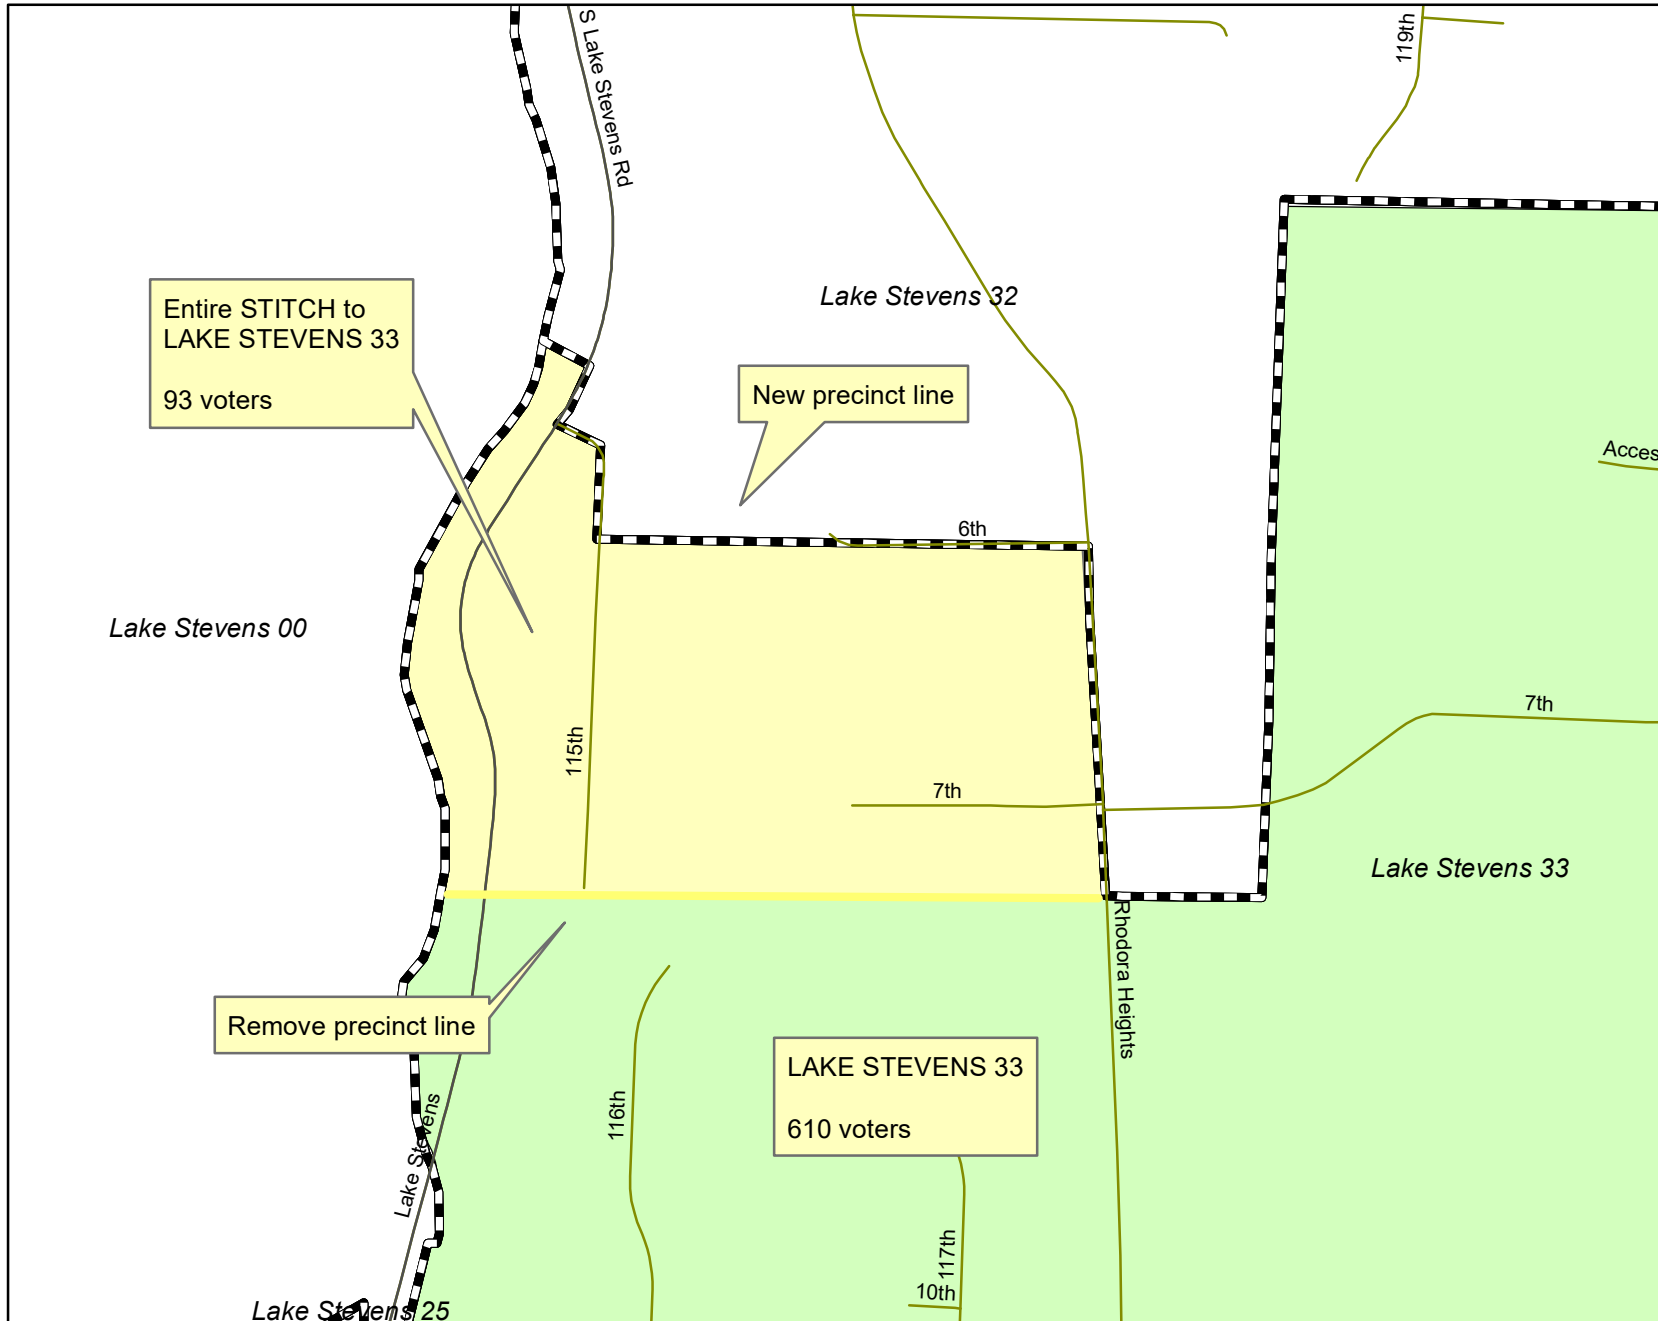 S Lake Stevens Rd
119th
Entire STITCH to
LAKE STEVENS 33
93 voters
Lake Stevens 32
New precinct line
Acces
6th
Lake Stevens 00
115th
7th
7th
Lake Stevens 33
Rhodora Heights
Remove precinct line
LAKE STEVENS 33
610 voters
116th
Lake Stevens
117th
10th
Lake Stevens 25